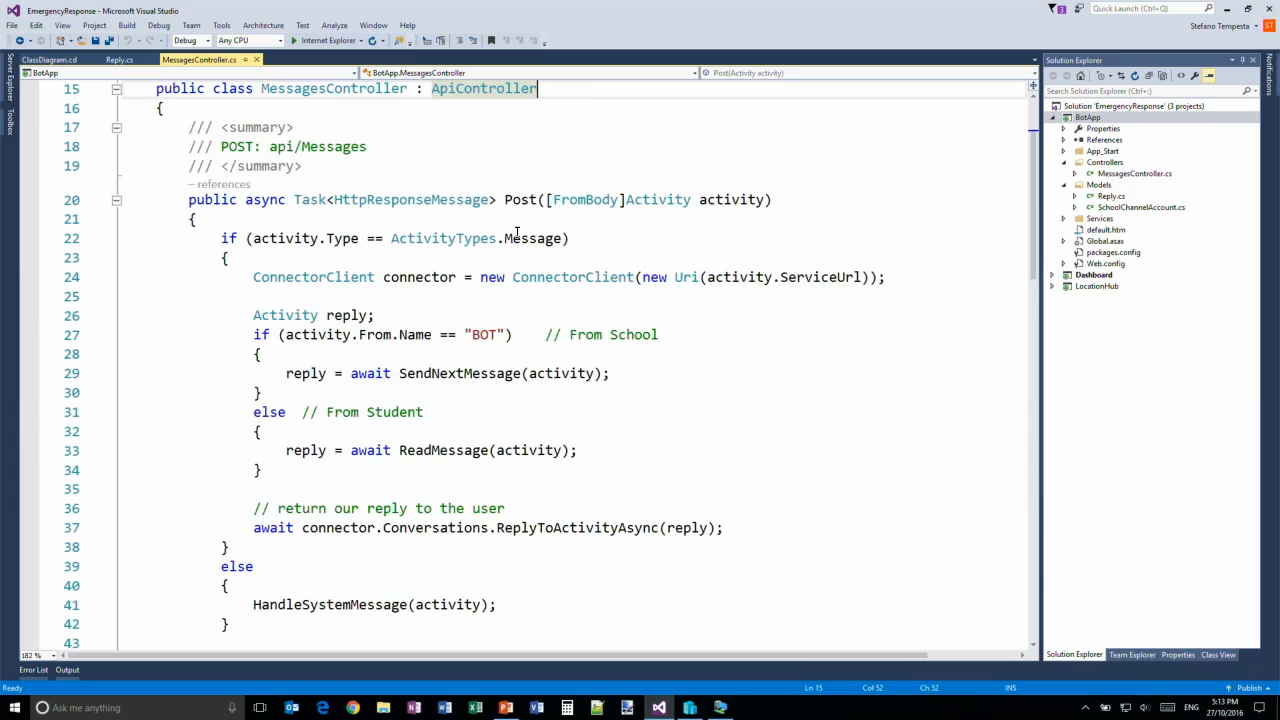 EmergencyResponse - Microsoft Visual Studio
3
Quick Launch (Ctrl+Q)
File Edit View Project Build Debug Team Tools Architecture Test Analyze Window Help
Stefano Tempesta ST
Debug Any CPU Internet Explorer
ClassDiagram.cd Reply.cs MessagesController.cs
BotApp BotApp.MessagesController Post(Activity activity)
Server Explorer
Toolbox
15 public class MessagesController : ApiController
16 {
17 /// <summary>
18 /// POST: api/Messages
19 /// </summary>
– references
20 public async Task<HttpResponseMessage> Post([FromBody]Activity activity)
21 {
22 if (activity.Type == ActivityTypes.Message)
23 {
24 ConnectorClient connector = new ConnectorClient(new Uri(activity.ServiceUrl));
25
26 Activity reply;
27 if (activity.From.Name == "BOT") // From School
28 {
29 reply = await SendNextMessage(activity);
30 }
31 else // From Student
32 {
33 reply = await ReadMessage(activity);
34 }
35
36 // return our reply to the user
37 await connector.Conversations.ReplyToActivityAsync(reply);
38 }
39 else
40 {
41 HandleSystemMessage(activity);
42 }
43
182 %
Solution Explorer
Search Solution Explorer (Ctrl+;)
Solution 'EmergencyResponse' (3 projects)
BotApp
Properties
References
App_Start
Controllers
MessagesController.cs
Models
Reply.cs
SchoolChannelAccount.cs
Services
default.htm
Global.asax
packages.config
Web.config
Dashboard
LocationHub
Solution Explorer Team Explorer Properties Class View
Notifications
Error List Output
Ready Ln 15 Col 52 Ch 52 INS Publish
Ask me anything
ENG
5:13 PM
27/10/2016